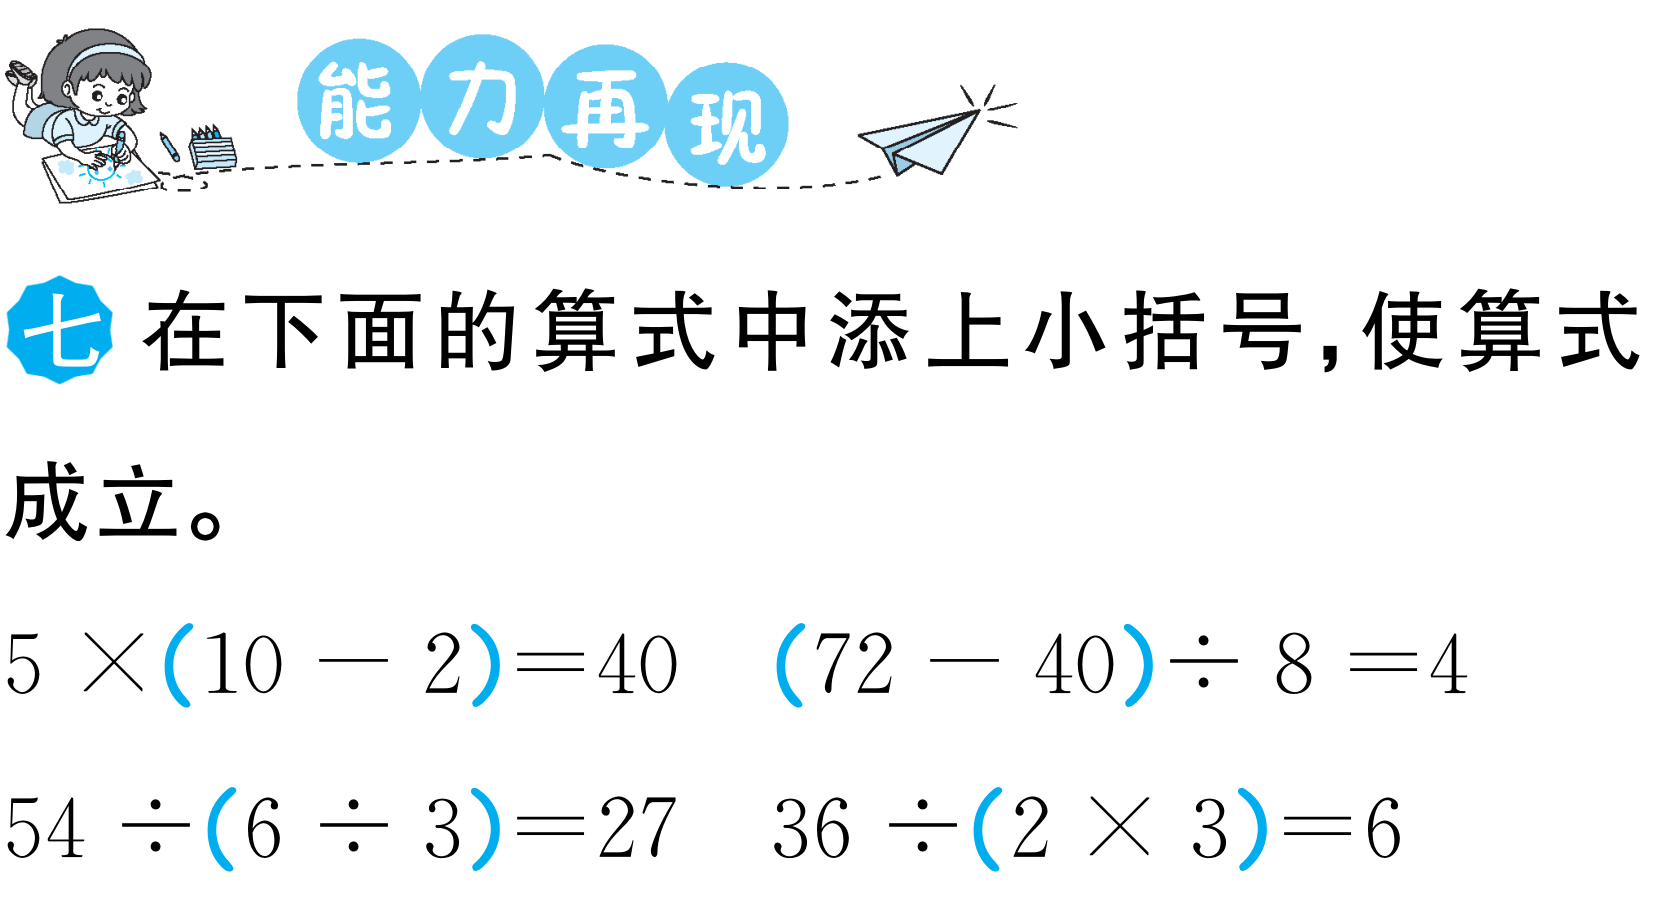 能力再现
七 在下面的算式中添上小括号,使算式
成立。
5 ×(10 − 2)=40 (72 − 40)÷ 8 =4
54 ÷(6 ÷ 3)=27 36 ÷(2 × 3)=6